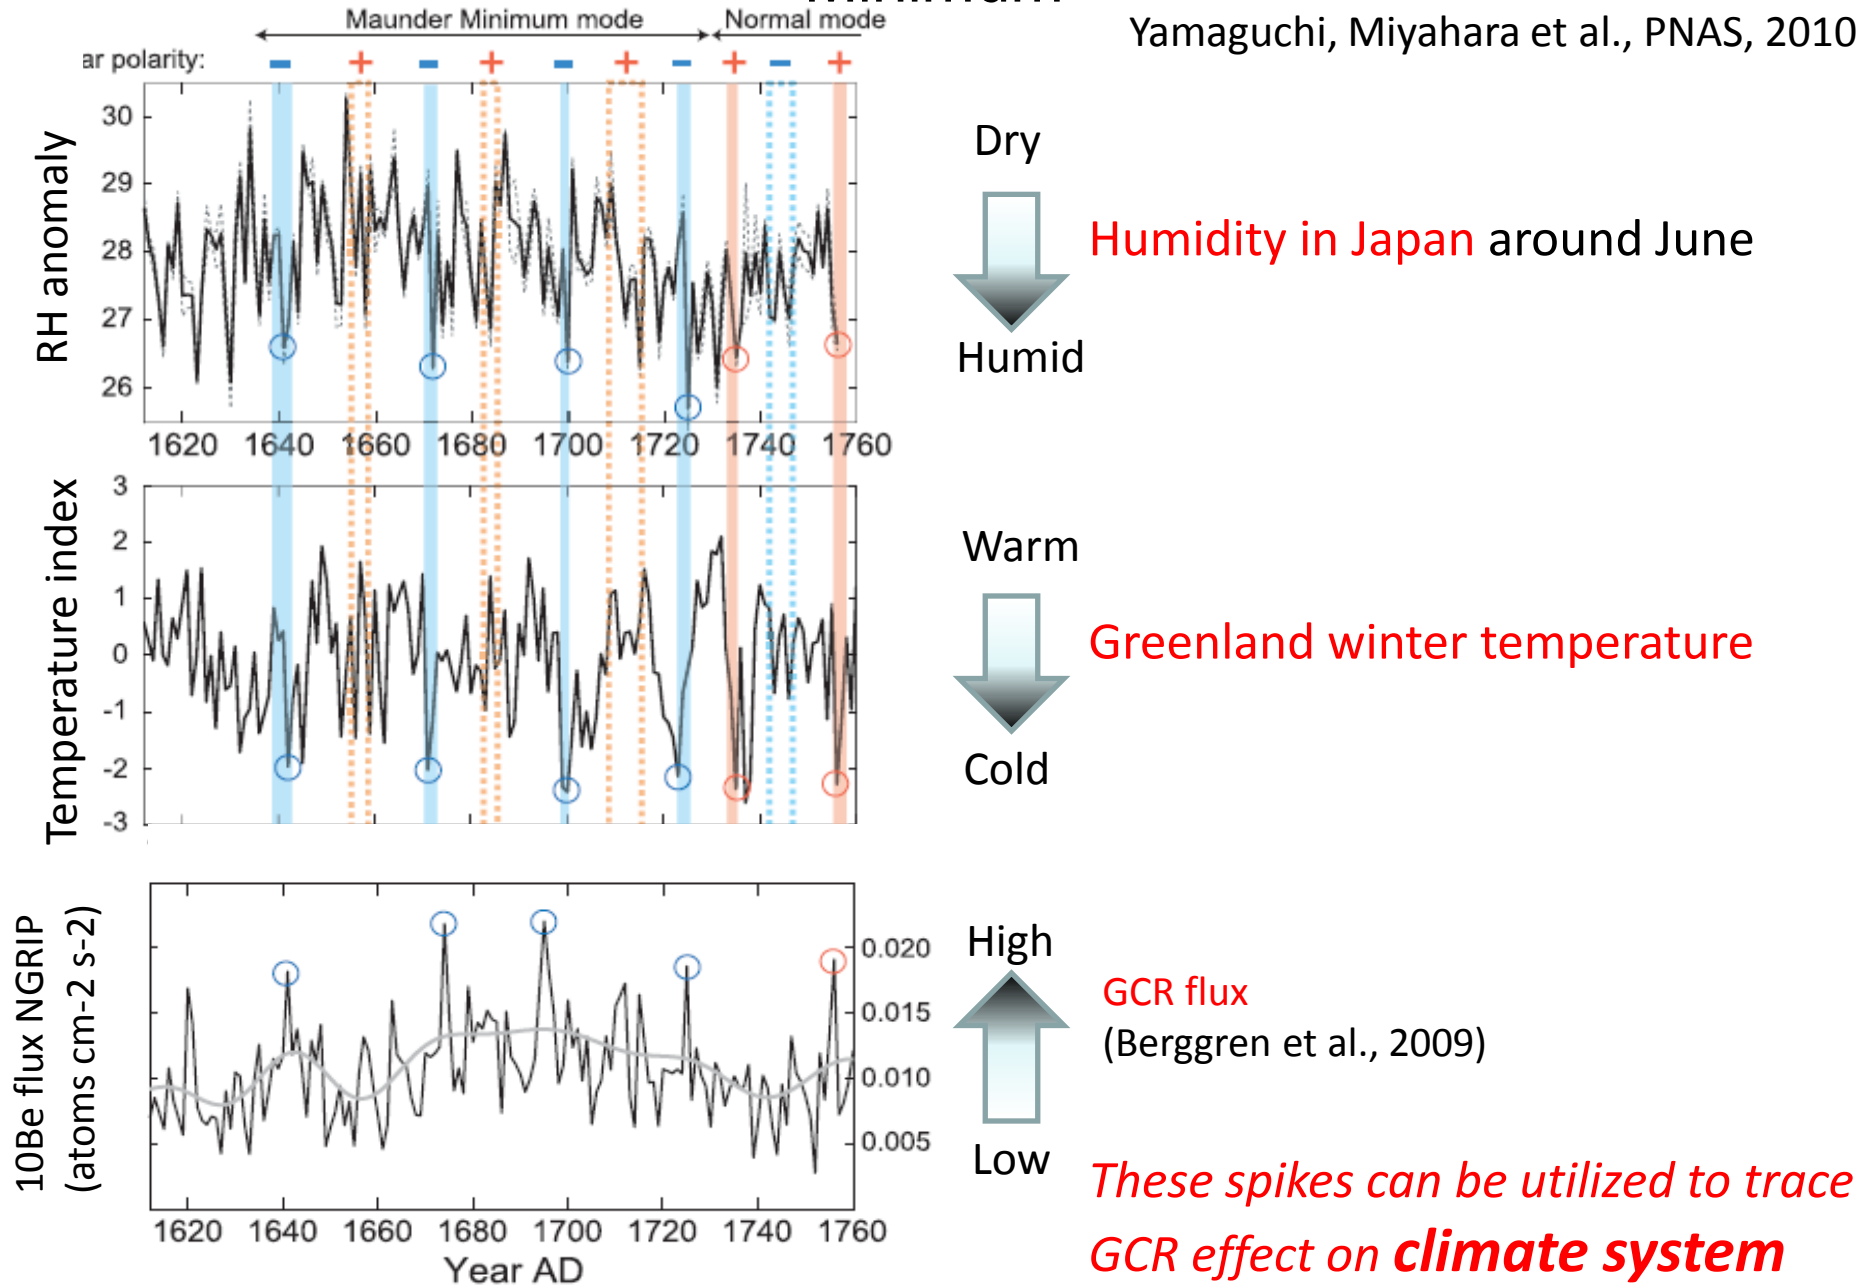 Maunder Minimum mode
Normal mode
Yamaguchi, Miyahara et al., PNAS, 2010
ar polarity:
− + − + − + − + − +
RH anomaly
30
29
28
27
26
1620 1640 1660 1680 1700 1720 1740 1760
Dry
Humid
Humidity in Japan around June
Temperature index
3
2
1
0
-1
-2
-3
Warm
Cold
Greenland winter temperature
10Be flux NGRIP
(atoms cm-2 s-2)
0.020
0.015
0.010
0.005
1620 1640 1660 1680 1700 1720 1740 1760
Year AD
High
Low
GCR flux
(Berggren et al., 2009)
These spikes can be utilized to trace
GCR effect on climate system